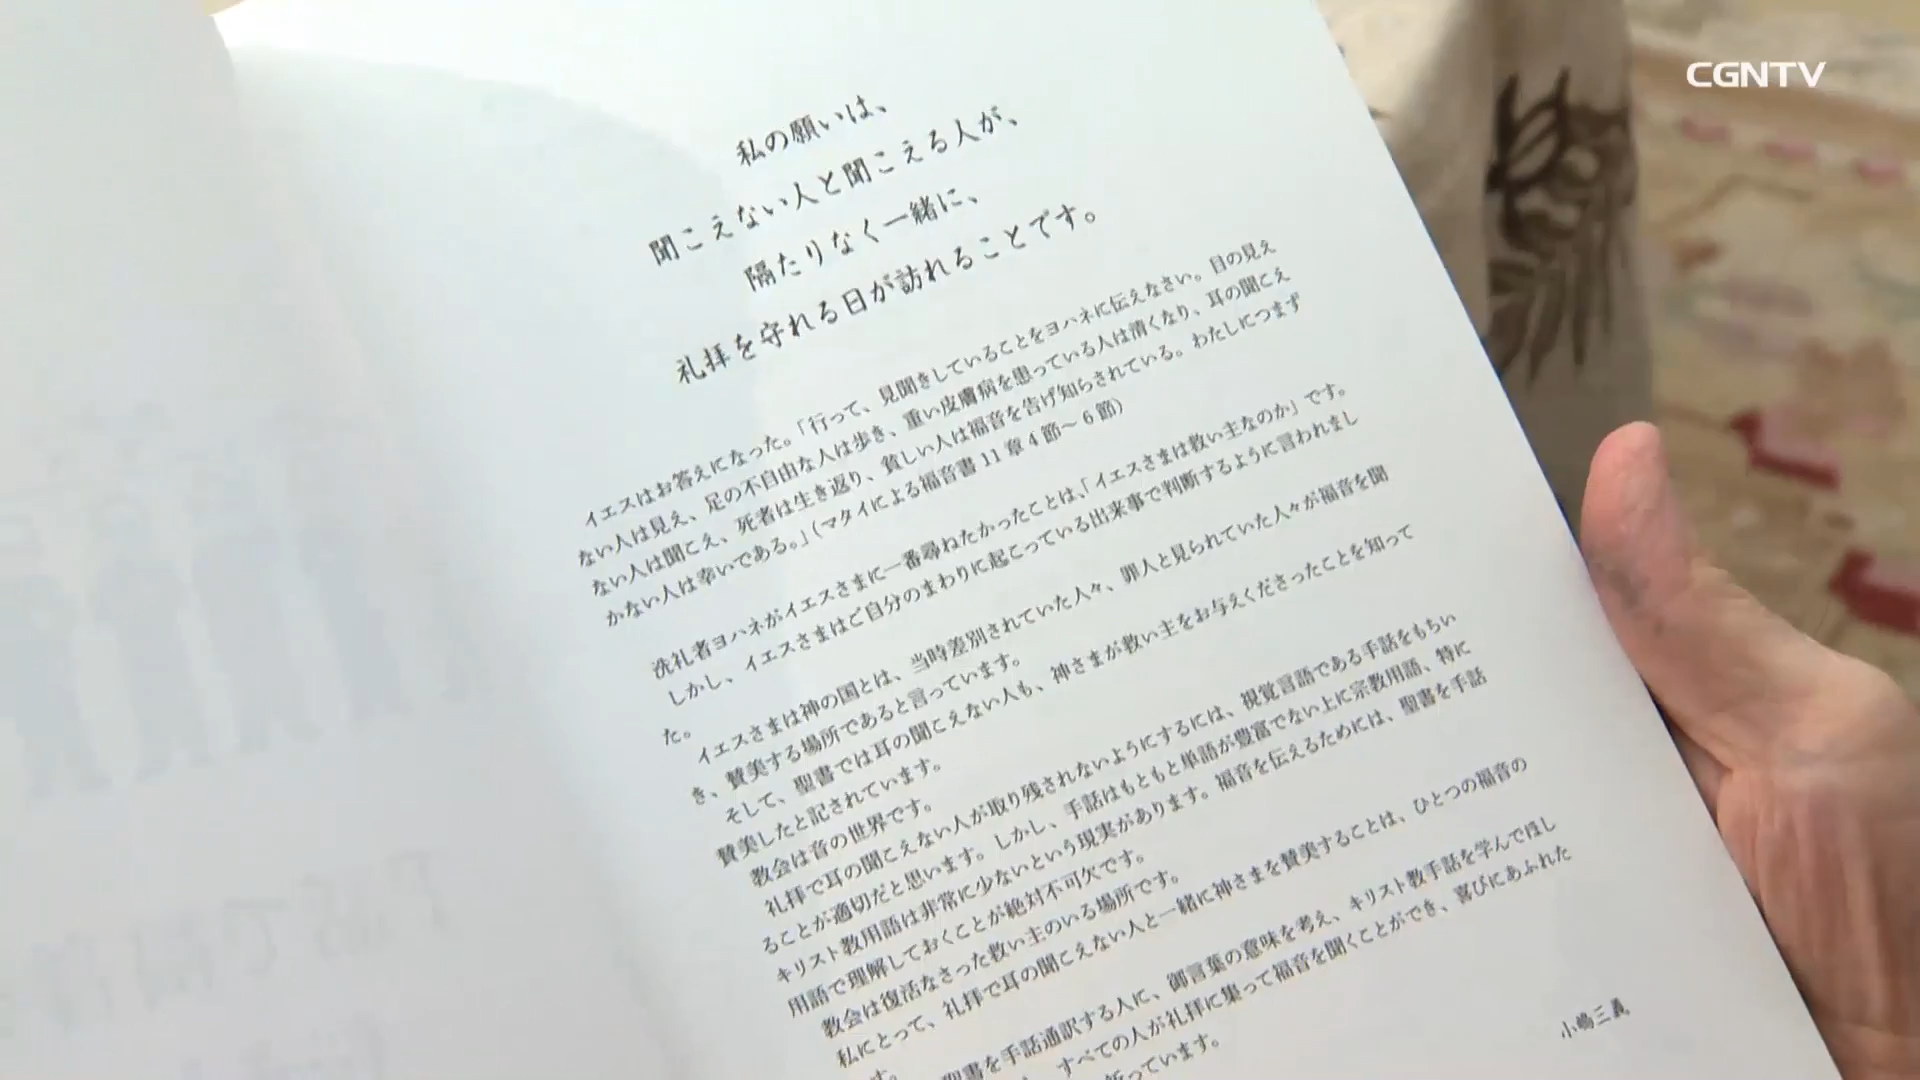 CGNTV
私の願いは、
聞こえない人と聞こえる人が、
隔たりなく一緒に、
礼拝を守れる日が訪れることです。
イエスはお答えになった。「行って、見聞きしていることをヨハネに伝えなさい。目の見え
ない人は見え、足の不自由な人は歩き、重い皮膚病を患っている人は清くなり、耳の聞こえ
ない人は聞こえ、死者は生き返り、貧しい人は福音を告げ知らされている。わたしにつまず
かない人は幸いである。」(マタイによる福音書11章4節〜6節)
洗礼者ヨハネがイエスさまに一番尋ねたかったことは、「イエスさまは救い主なのか」です。
しかし、イエスさまはご自分のまわりに起こっている出来事で判断するように言われまし
た。
イエスさまは神の国とは、当時差別されていた人々、罪人と見られていた人々が福音を聞
き、賛美する場所であると言っています。
そして、聖書では耳の聞こえない人も、神さまが救い主をお与えくださったことを知って
賛美したと記されています。
教会は音の世界です。
礼拝で耳の聞こえない人が取り残されないようにするには、視覚言語である手話をもちい
ることが適切だと思います。しかし、手話はもともと単語が豊富でない上に宗教用語、特に
キリスト教用語は非常に少ないという現実があります。福音を伝えるためには、聖書を手話
用語で理解しておくことが絶対不可欠です。
教会は復活なさった救い主のいる場所です。
私にとって、礼拝で耳の聞こえない人と一緒に神さまを賛美することは、ひとつの福音の
す。
聖書を手話通訳する人に、御言葉の意味を考え、キリスト教手話を学んでほし
、すべての人が礼拝に集って福音を聞くことができ、喜びにあふれた
っています。
小嶋三義